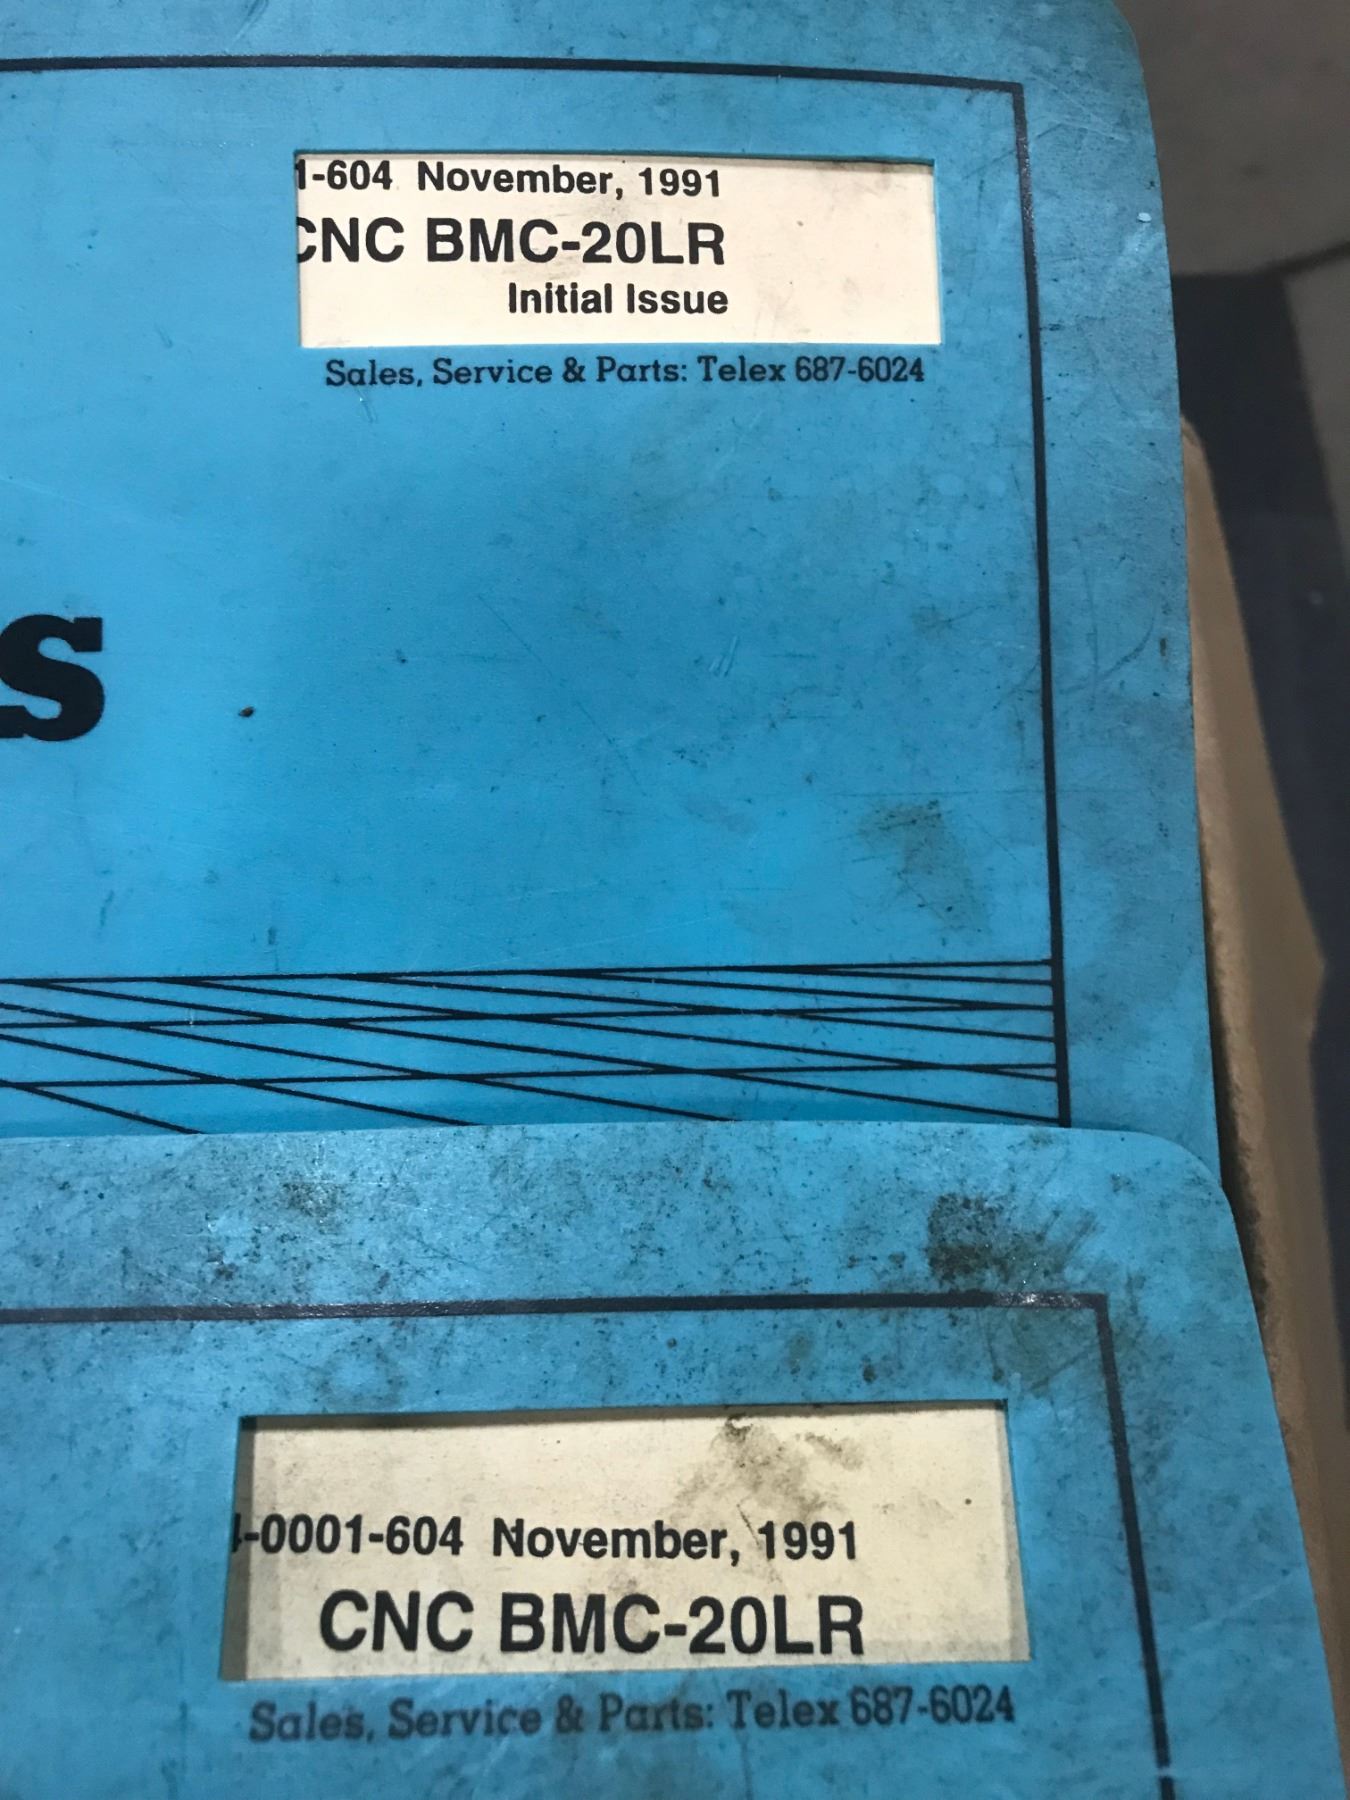 1-604 November, 1991
CNC BMC-20LR
Initial Issue
Sales, Service & Parts: Telex 687-6024
s
-0001-604 November, 1991
CNC BMC-20LR
Sales, Service & Parts: Telex 687-6024